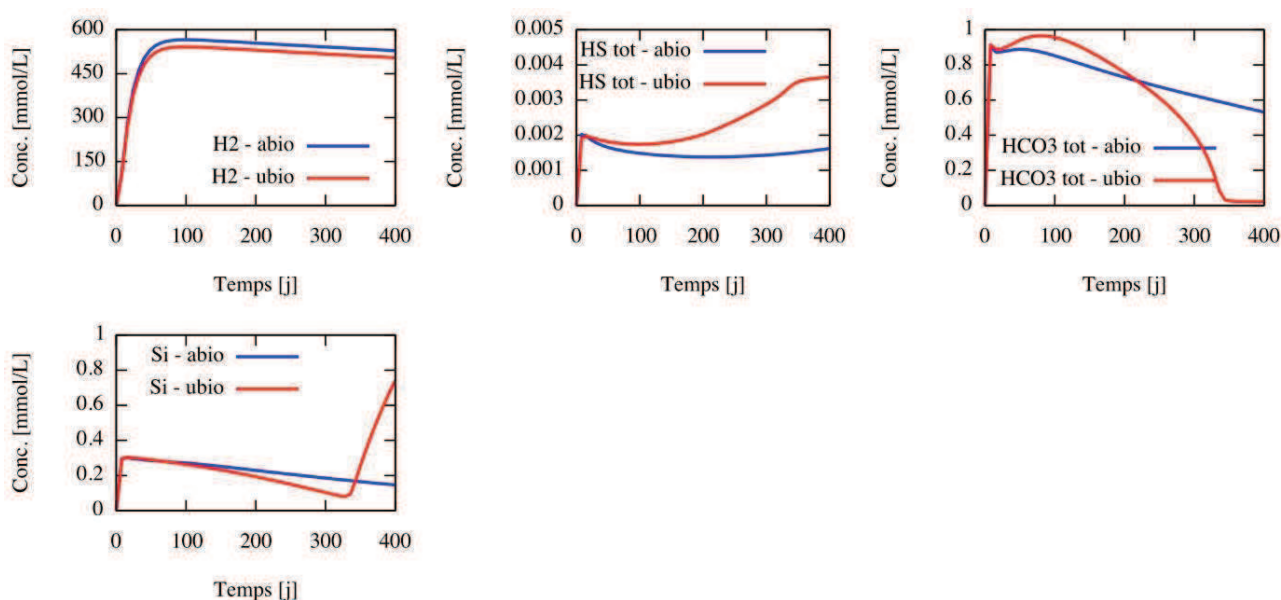 600
450
300
150
0
Conc. [mmol/L]
H2 - abio
H2 - ubio
0 100 200 300 400
Temps [j]
0.005
0.004
0.003
0.002
0.001
0
Conc. [mmol/L]
HS tot - abio
HS tot - ubio
0 100 200 300 400
Temps [j]
1
0.8
0.6
0.4
0.2
0
Conc. [mmol/L]
HCO3 tot - abio
HCO3 tot - ubio
0 100 200 300 400
Temps [j]
1
0.8
0.6
0.4
0.2
0
Conc. [mmol/L]
Si - abio
Si - ubio
0 100 200 300 400
Temps [j]